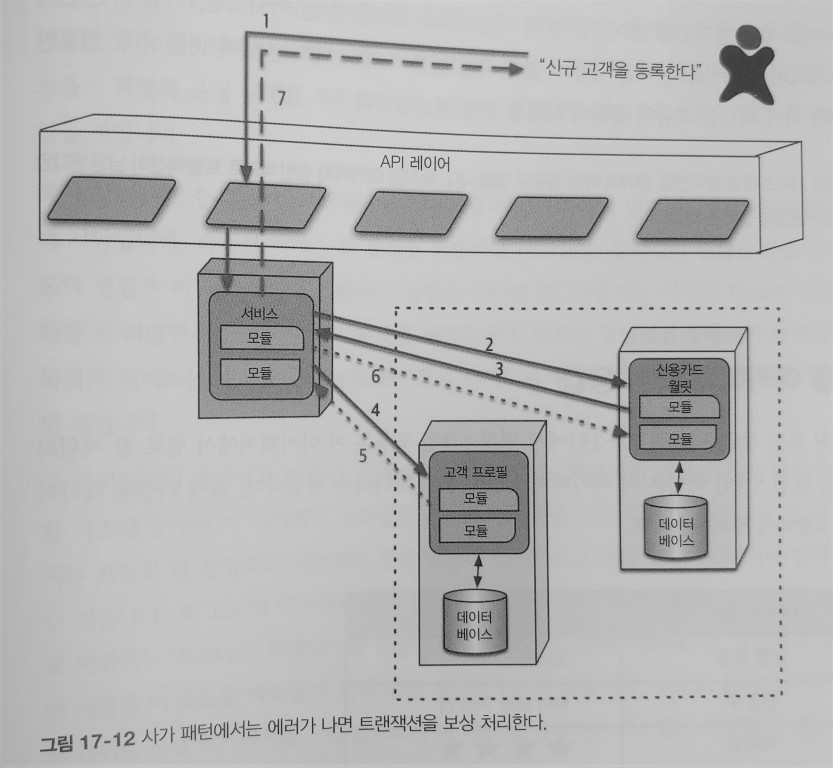 1
"신규 고객을 등록한다"
7
API 레이어
서비스
모듈
모듈
2
3
6
4
5
신용카드
월릿
모듈
모듈
데이터
베이스
고객 프로필
모듈
모듈
데이터
베이스
그림 17-12 사가 패턴에서는 에러가 나면 트랜잭션을 보상 처리한다.